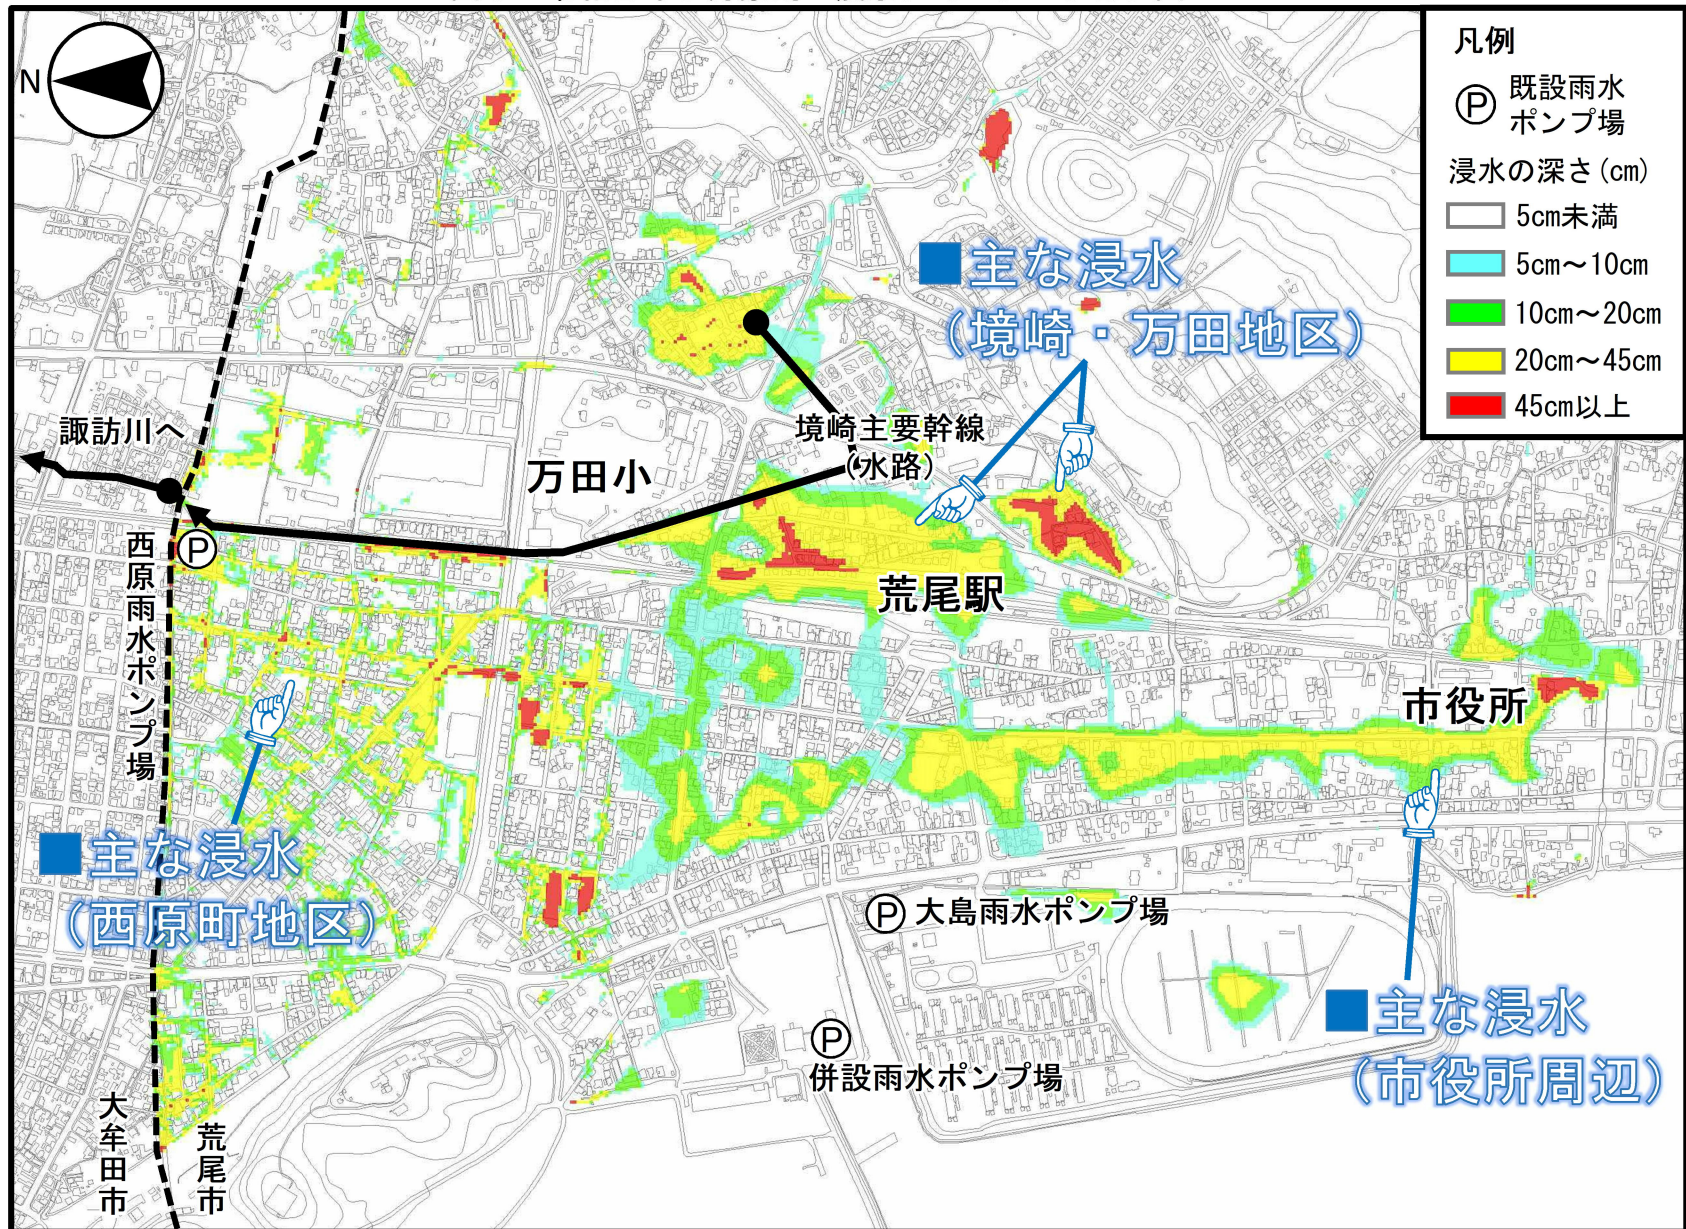 N
凡例
Ⓟ 既設雨水
ポンプ場
浸水の深さ(cm)
5cm未満
5cm～10cm
10cm～20cm
20cm～45cm
45cm以上
■主な浸水
(境崎・万田地区)
諏訪川へ
境崎主要幹線
(水路)
万田小
Ⓟ
西原雨水ポンプ場
荒尾駅
市役所
■主な浸水
(西原町地区)
Ⓟ 大島雨水ポンプ場
■主な浸水
(市役所周辺)
Ⓟ
併設雨水ポンプ場
大牟田市
荒尾市